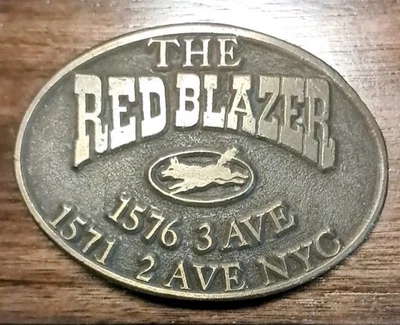 THE
RED BLAZER
1576 3 AVE
1571 2 AVE NYC